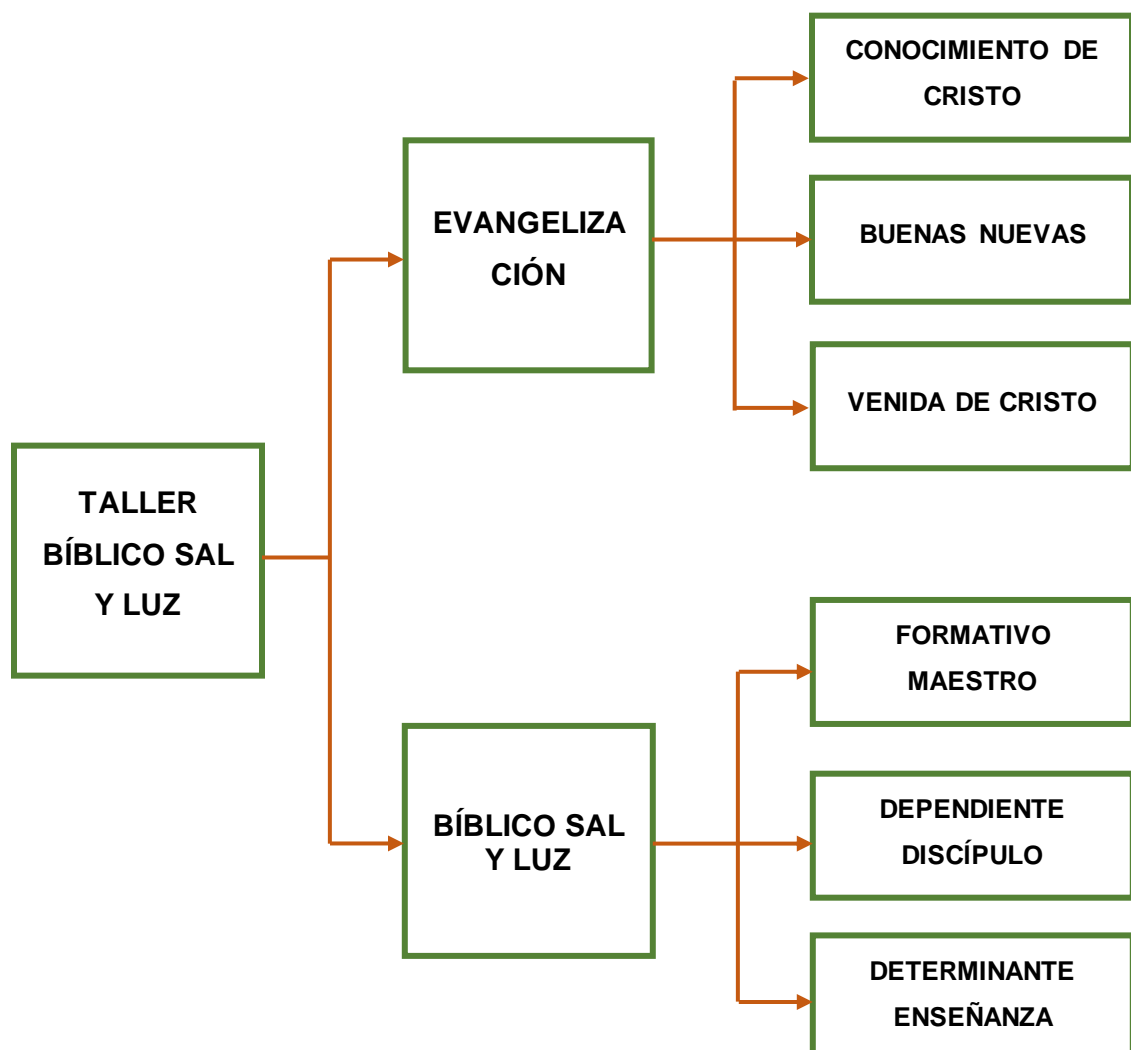 TALLER
BÍBLICO SAL
Y LUZ
EVANGELIZA
CIÓN
CONOCIMIENTO DE
CRISTO
BUENAS NUEVAS
VENIDA DE CRISTO
BÍBLICO SAL
Y LUZ
FORMATIVO
MAESTRO
DEPENDIENTE
DISCÍPULO
DETERMINANTE
ENSEÑANZA